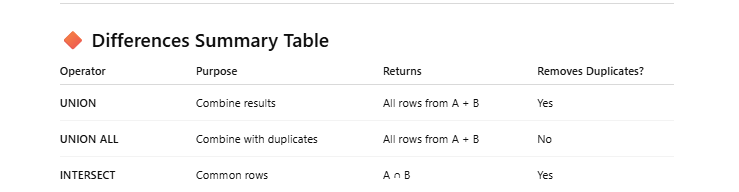 Differences Summary Table
Operator Purpose Returns Removes Duplicates?
UNION Combine results All rows from A + B Yes
UNION ALL Combine with duplicates All rows from A + B No
INTERSECT Common rows A ∩ B Yes